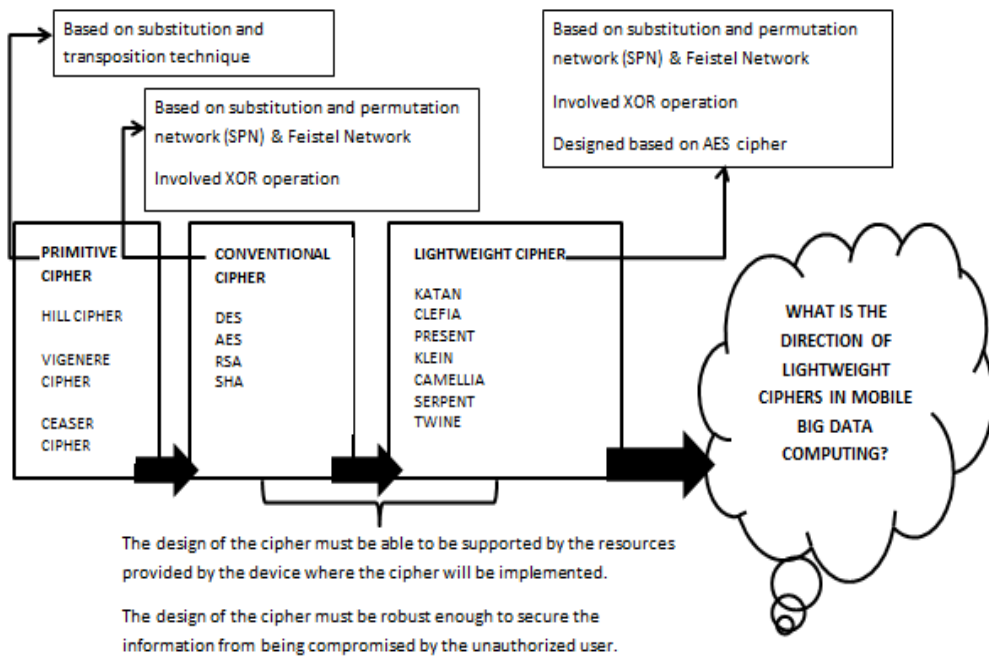 Based on substitution and
transposition technique
Based on substitution and permutation
network (SPN) & Feistel Network
Involved XOR operation
Based on substitution and permutation
network (SPN) & Feistel Network
Involved XOR operation
Designed based on AES cipher
PRIMITIVE
CIPHER
HILL CIPHER
VIGENERE
CIPHER
CEASER
CIPHER
CONVENTIONAL
CIPHER
DES
AES
RSA
SHA
LIGHTWEIGHT CIPHER
KATAN
CLEFIA
PRESENT
KLEIN
CAMELLIA
SERPENT
TWINE
WHAT IS THE
DIRECTION OF
LIGHTWEIGHT
CIPHERS IN MOBILE
BIG DATA
COMPUTING?
The design of the cipher must be able to be supported by the resources
provided by the device where the cipher will be implemented.
The design of the cipher must be robust enough to secure the
information from being compromised by the unauthorized user.